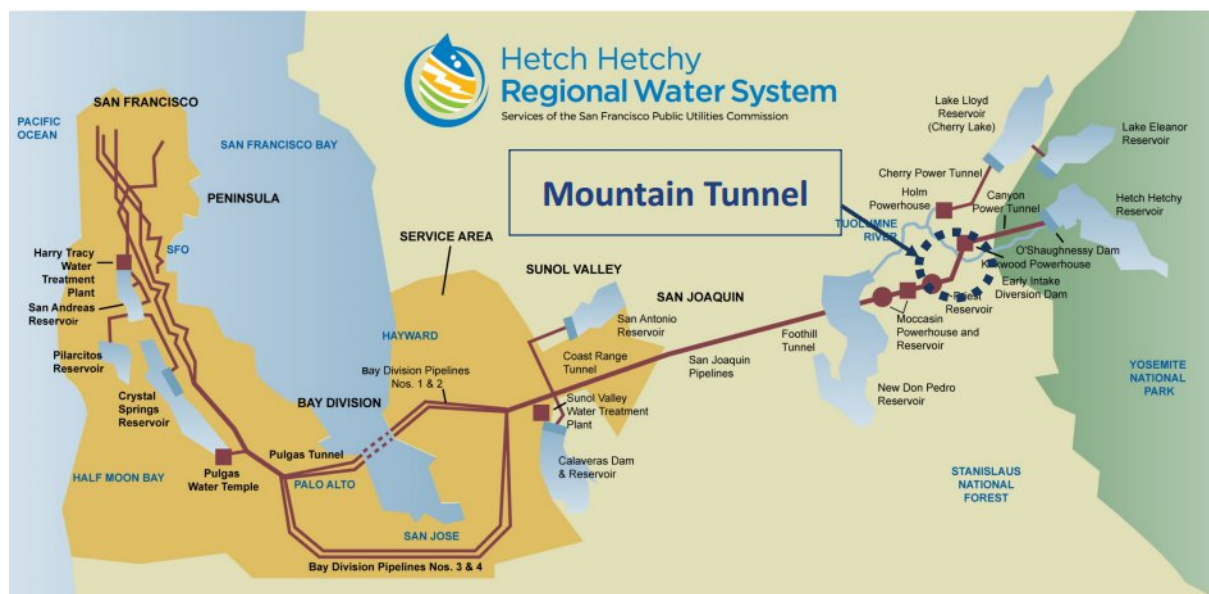 Hetch Hetchy
Regional Water System
Services of the San Francisco Public Utilities Commission
Mountain Tunnel
SAN FRANCISCO
PACIFIC
OCEAN
SAN FRANCISCO BAY
PENINSULA
SFO
Harry Tracy
Water
Treatment
Plant
San Andreas
Reservoir
Pilarcitos
Reservoir
Crystal
Springs
Reservoir
HALF MOON BAY
Pulgas
Water Temple
Pulgas Tunnel
PALO ALTO
SAN JOSE
Bay Division Pipelines Nos. 3 & 4
BAY DIVISION
Bay Division Pipelines
Nos. 1 & 2
HAYWARD
SERVICE AREA
SUNOL VALLEY
San Antonio
Reservoir
Coast Range
Tunnel
Sunol Valley
Water Treatment
Plant
Calaveras Dam
& Reservoir
SAN JOAQUIN
San Joaquin
Pipelines
Foothill
Tunnel
New Don Pedro
Reservoir
Moccasin
Powerhouse and
Reservoir
Priest
Reservoir
Early Intake
Diversion Dam
Kirkwood Powerhouse
O'Shaughnessy Dam
Hetch Hetchy
Reservoir
Canyon
Power Tunnel
TUOLUMNE
RIVER
Holm
Powerhouse
Cherry Power Tunnel
Lake Lloyd
Reservoir
(Cherry Lake)
Lake Eleanor
Reservoir
YOSEMITE
NATIONAL
PARK
STANISLAUS
NATIONAL
FOREST